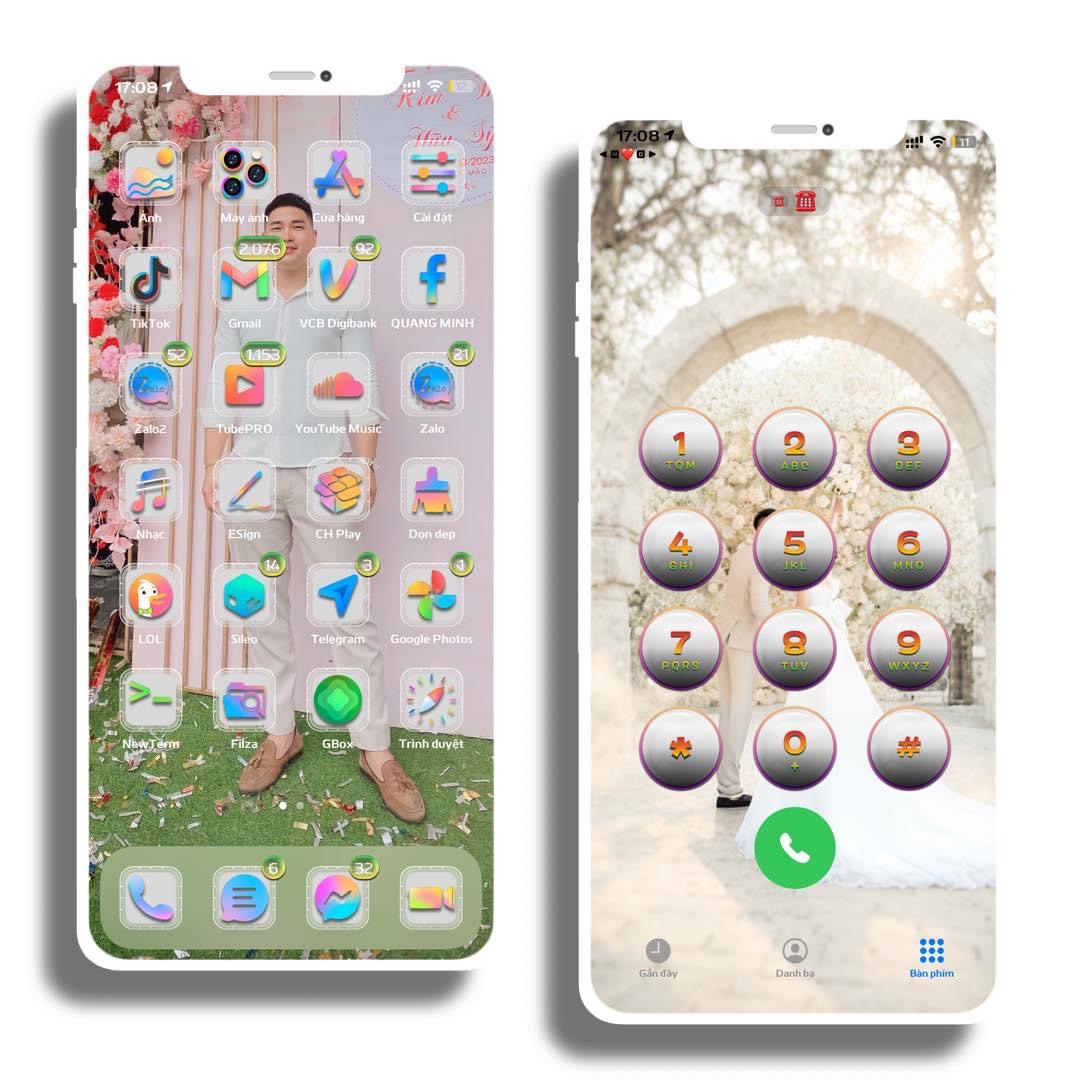 17:08
12
Kim
&
Hữu
/2023
MÃO
Ảnh
Máy ảnh
Cửa hàng
Cài đặt
2.076
92
TikTok
Gmail
VCB Digibank
QUANG MINH
52
1.153
21
Zalo
Zalo
Zalo2
TubePRO
YouTube Music
Zalo
Nhạc
ESign
CH Play
Dọn dẹp
14
3
1
LOL
Sileo
Telegram
Google Photos
>_
NewTerm
Filza
GBox
Trình duyệt
6
32
17:08
11
◀ M ❤️ D ▶
1
2
3
TQM
ABC
DEF
4
5
6
GHI
JKL
MNO
7
8
9
PQRS
TUV
WXYZ
*
0
#
+
Gần đây
Danh bạ
Bàn phím